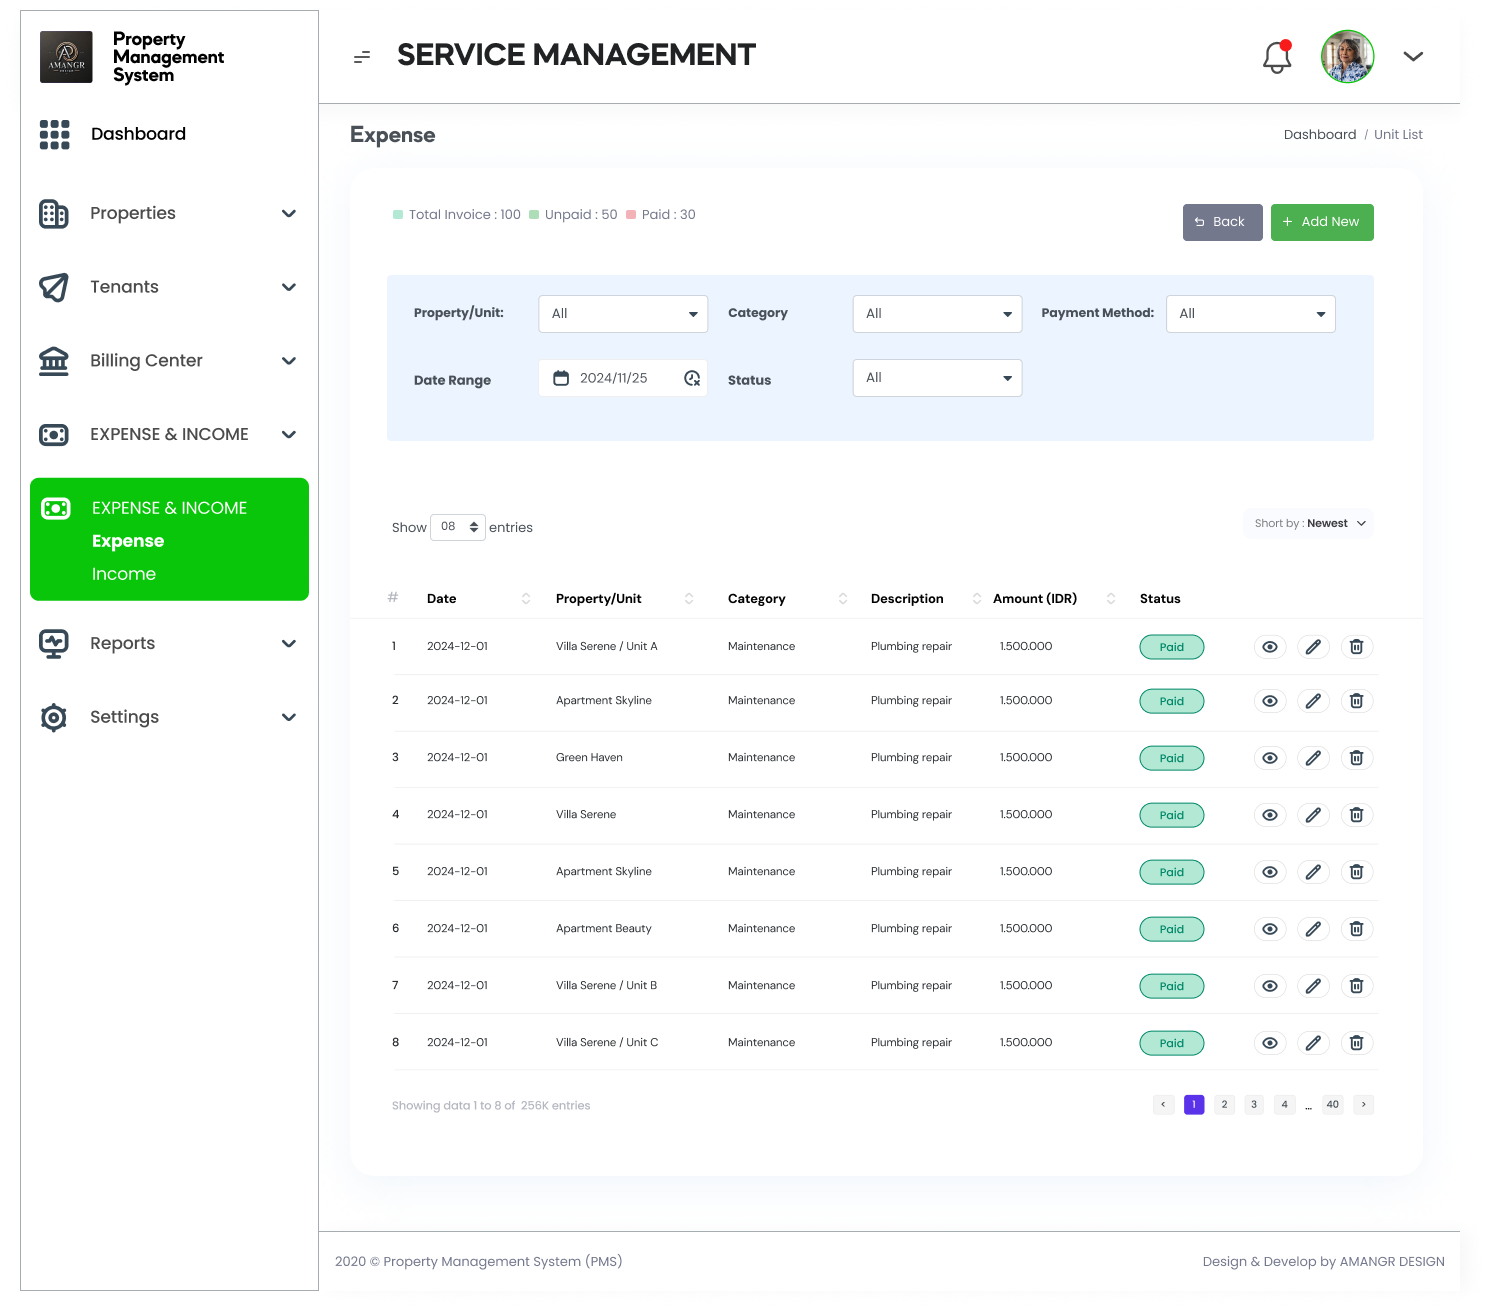 AMANGR
Property
Management
System
SERVICE MANAGEMENT
Dashboard
Properties
Tenants
Billing Center
EXPENSE & INCOME
EXPENSE & INCOME
Expense
Income
Reports
Settings
Expense
Dashboard / Unit List
Total Invoice : 100 Unpaid : 50 Paid : 30
Back + Add New
Property/Unit: All Category All Payment Method: All
Date Range 2024/11/25 Status All
Show 08 entries
Short by : Newest
# Date Property/Unit Category Description Amount (IDR) Status
1 2024-12-01 Villa Serene / Unit A Maintenance Plumbing repair 1.500.000 Paid
2 2024-12-01 Apartment Skyline Maintenance Plumbing repair 1.500.000 Paid
3 2024-12-01 Green Haven Maintenance Plumbing repair 1.500.000 Paid
4 2024-12-01 Villa Serene Maintenance Plumbing repair 1.500.000 Paid
5 2024-12-01 Apartment Skyline Maintenance Plumbing repair 1.500.000 Paid
6 2024-12-01 Apartment Beauty Maintenance Plumbing repair 1.500.000 Paid
7 2024-12-01 Villa Serene / Unit B Maintenance Plumbing repair 1.500.000 Paid
8 2024-12-01 Villa Serene / Unit C Maintenance Plumbing repair 1.500.000 Paid
Showing data 1 to 8 of 256K entries
< 1 2 3 4 ... 40 >
2020 © Property Management System (PMS)
Design & Develop by AMANGR DESIGN